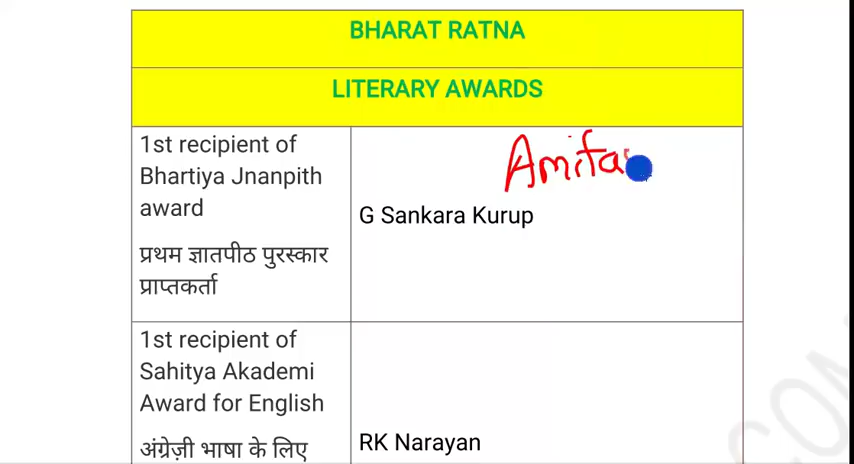 BHARAT RATNA
LITERARY AWARDS
1st recipient of
Bhartiya Jnanpith
award
प्रथम ज्ञातपीठ पुरस्कार
प्राप्तकर्ता
Amita
G Sankara Kurup
1st recipient of
Sahitya Akademi
Award for English
अंग्रेज़ी भाषा के लिए
RK Narayan
.COM